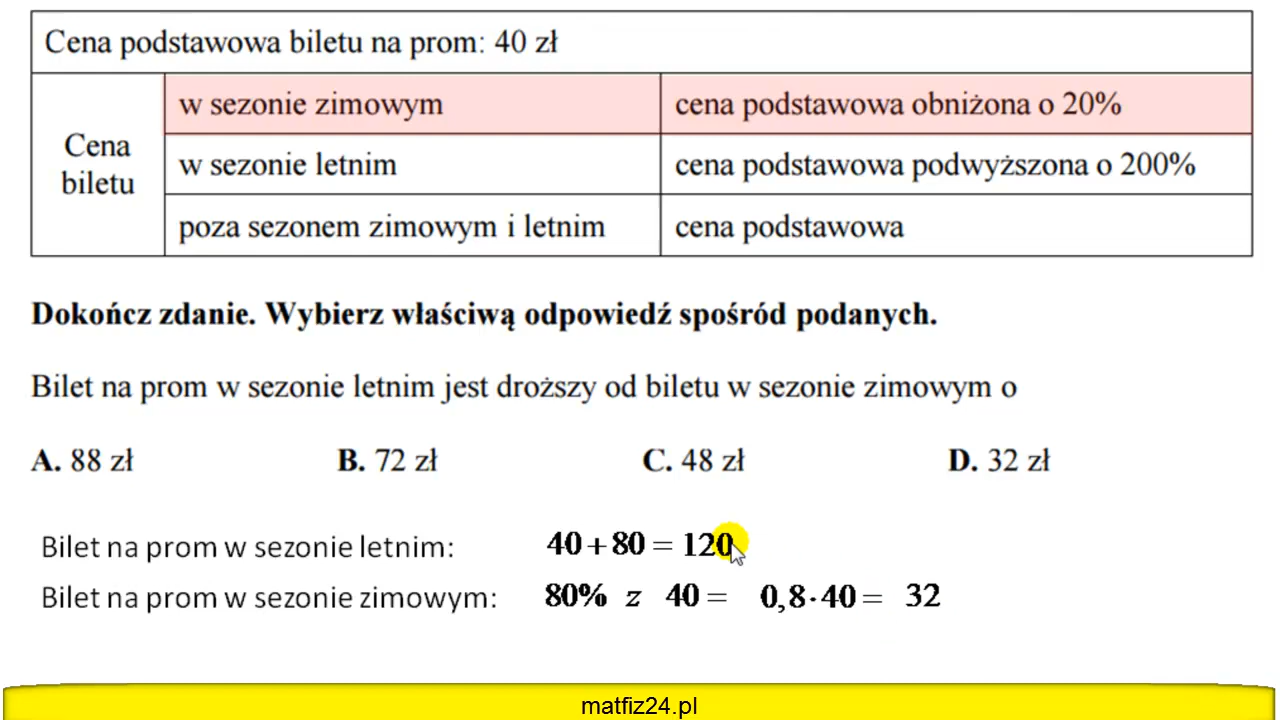 Cena podstawowa biletu na prom: 40 zł
Cena biletu
w sezonie zimowym cena podstawowa obniżona o 20%
w sezonie letnim cena podstawowa podwyższona o 200%
poza sezonem zimowym i letnim cena podstawowa
Dokończ zdanie. Wybierz właściwą odpowiedź spośród podanych.
Bilet na prom w sezonie letnim jest droższy od biletu w sezonie zimowym o
A. 88 zł B. 72 zł C. 48 zł D. 32 zł
Bilet na prom w sezonie letnim: 40 + 80 = 120
Bilet na prom w sezonie zimowym: 80% z 40 = 0,8·40 = 32
matfiz24.pl